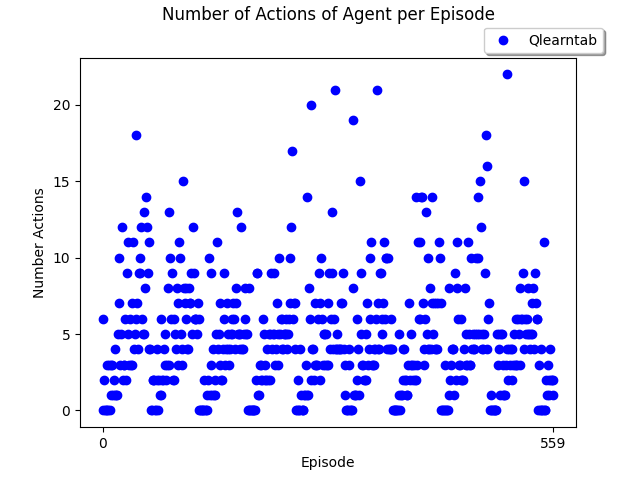 Number of Actions of Agent per Episode
Qlearntab
20
15
10
5
0
Number Actions
0 559
Episode